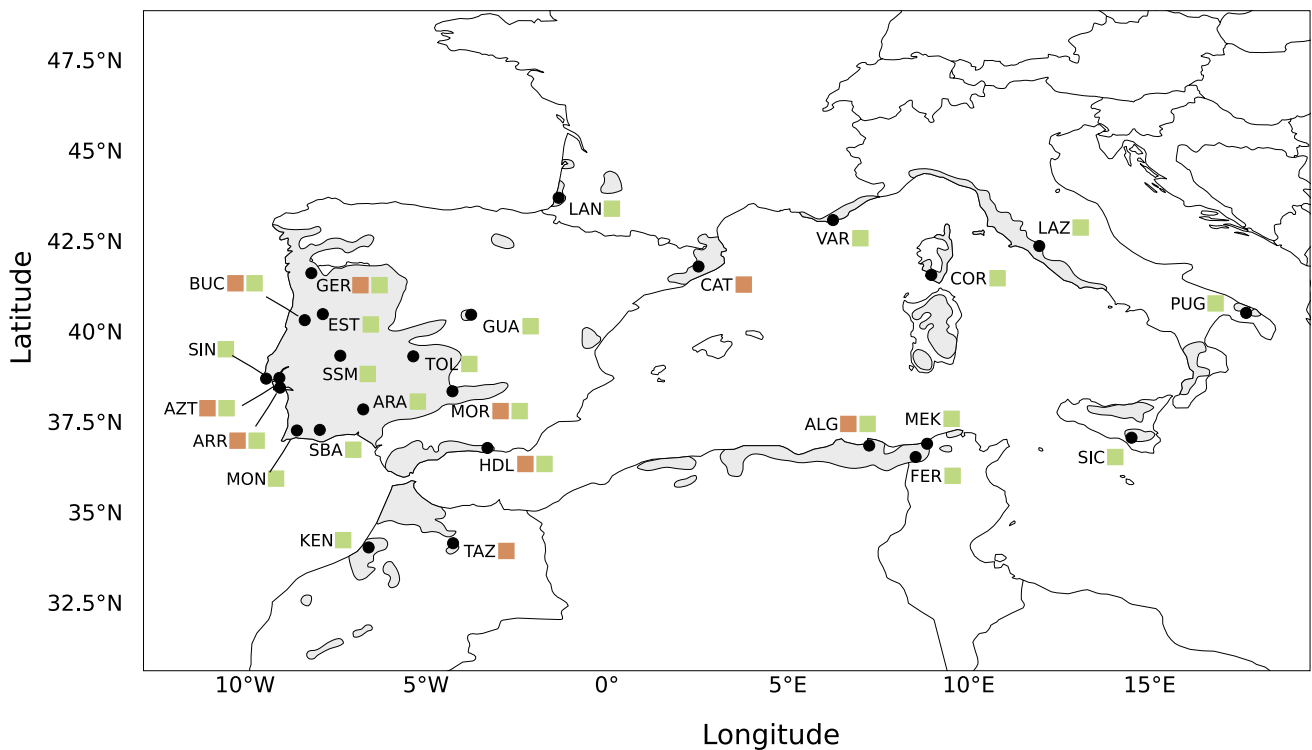 47.5°N
45°N
42.5°N
40°N
37.5°N
35°N
32.5°N
Latitude
LAN
VAR
LAZ
BUC
GER
CAT
COR
PUG
EST
GUA
SIN
SSM
TOL
AZT
ARA
MOR
ALG
MEK
ARR
SBA
HDL
SIC
MON
FER
KEN
TAZ
10°W 5°W 0° 5°E 10°E 15°E
Longitude